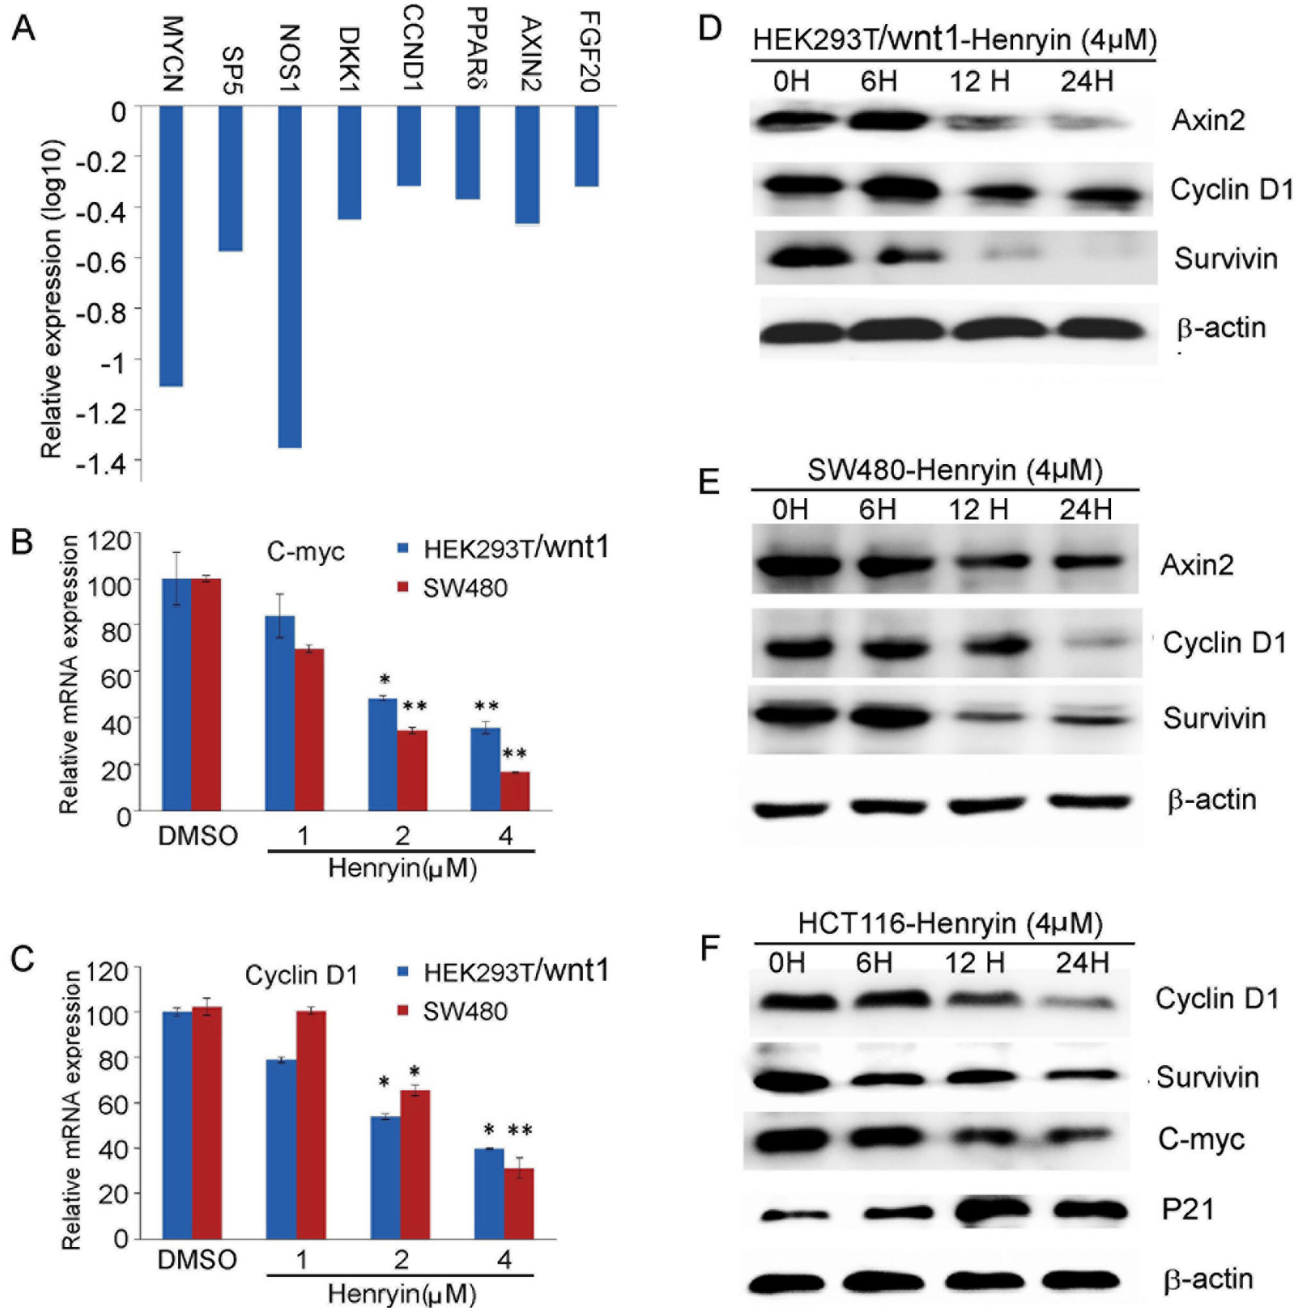 A
MYCN
SP5
NOS1
DKK1
CCND1
PPARδ
AXIN2
FGF20
Relative expression (log10)
0
-0.2
-0.4
-0.6
-0.8
-1
-1.2
-1.4
B
C-myc
HEK293T/wnt1
SW480
Relative mRNA expression
120
100
80
60
40
20
0
*
**
**
**
DMSO 1 2 4
Henryin(µM)
C
Cyclin D1
HEK293T/wnt1
SW480
Relative mRNA expression
120
100
80
60
40
20
0
*
*
*
**
DMSO 1 2 4
Henryin(µM)
D
HEK293T/wnt1-Henryin (4µM)
0H 6H 12 H 24H
Axin2
Cyclin D1
Survivin
β-actin
E
SW480-Henryin (4µM)
0H 6H 12 H 24H
Axin2
Cyclin D1
Survivin
β-actin
F
HCT116-Henryin (4µM)
0H 6H 12 H 24H
Cyclin D1
Survivin
C-myc
P21
β-actin